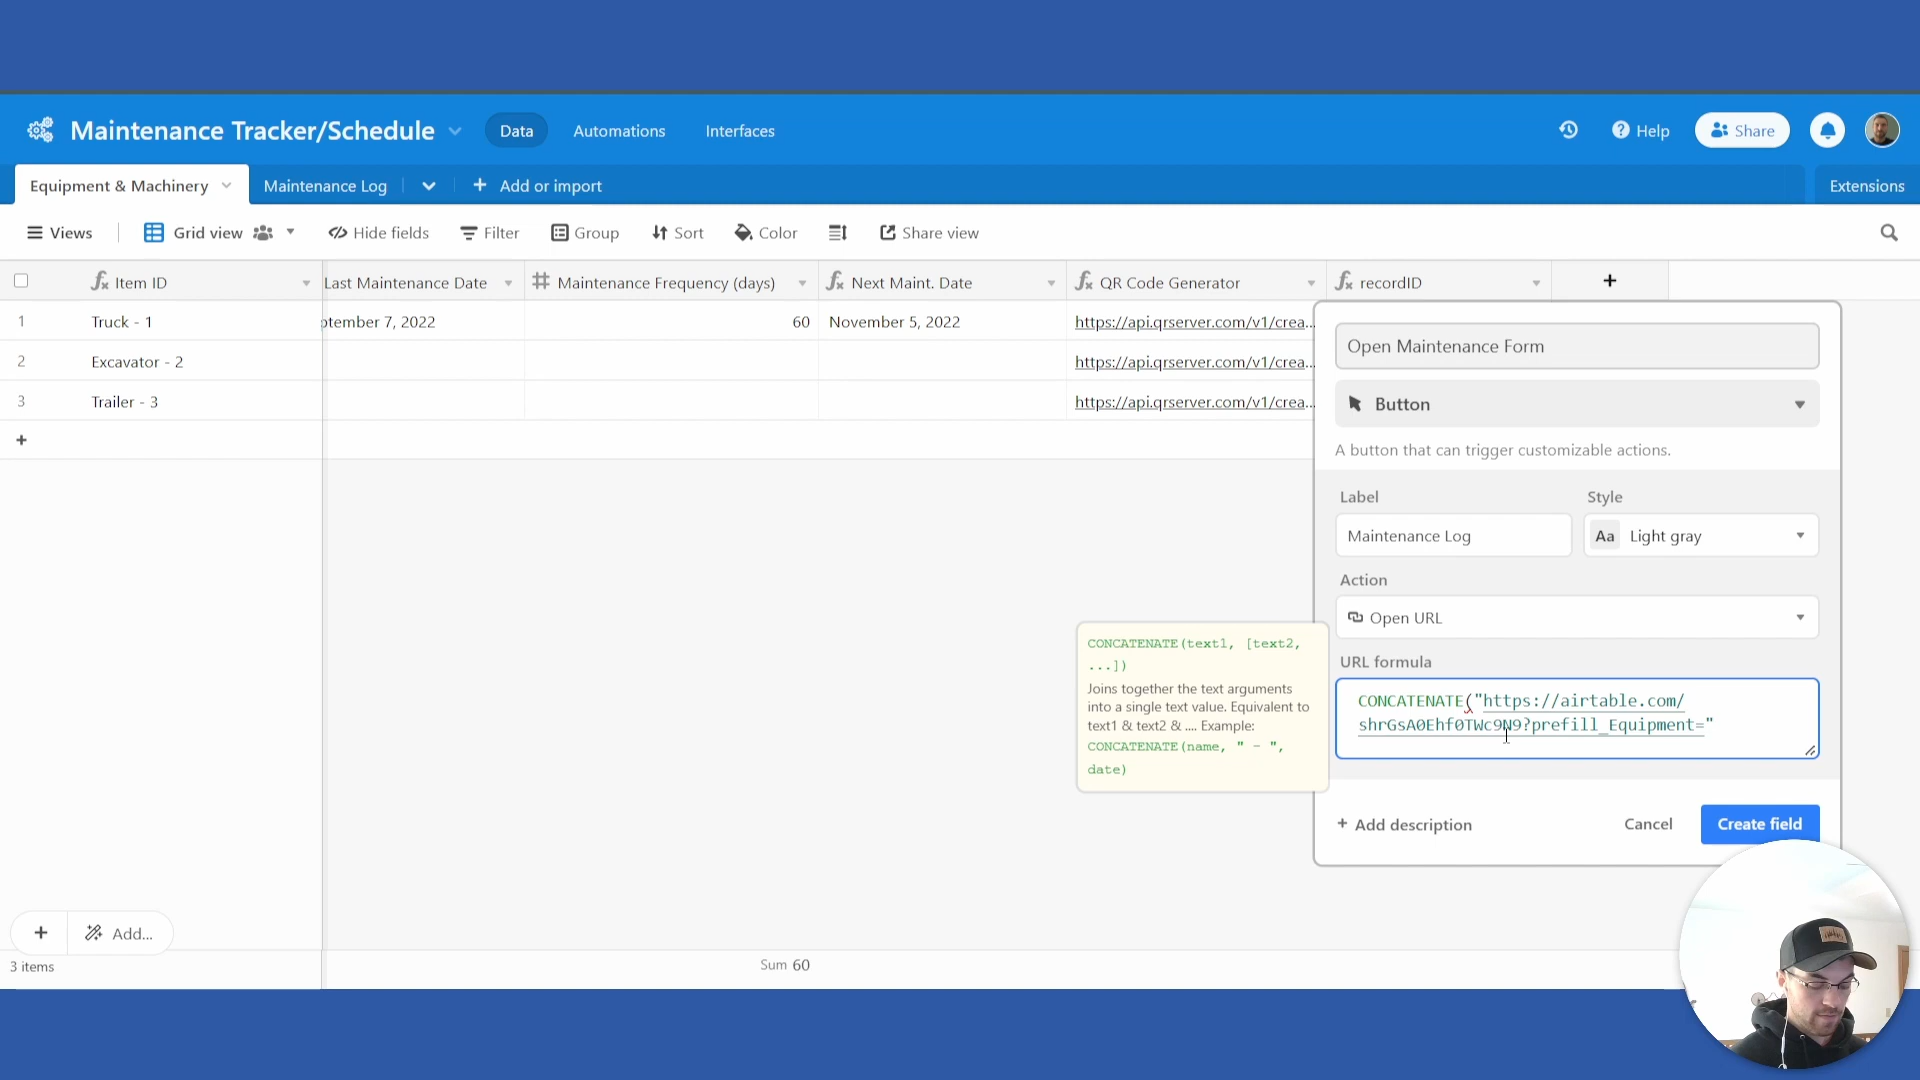 Maintenance Tracker/Schedule
Data
Automations
Interfaces
Help
Share
Equipment & Machinery
Maintenance Log
Add or import
Extensions
Views
Grid view
Hide fields
Filter
Group
Sort
Color
Share view
Item ID
Last Maintenance Date
Maintenance Frequency (days)
Next Maint. Date
QR Code Generator
recordID
1
Truck - 1
ptember 7, 2022
60
November 5, 2022
https://api.qrserver.com/v1/crea...
2
Excavator - 2
https://api.qrserver.com/v1/crea...
3
Trailer - 3
https://api.qrserver.com/v1/crea...
Open Maintenance Form
Button
A button that can trigger customizable actions.
Label
Style
Maintenance Log
Aa Light gray
Action
Open URL
URL formula
CONCATENATE("https://airtable.com/
shrGsA0Ehf0TWc9N9?prefill_Equipment="
CONCATENATE(text1, [text2,
...])
Joins together the text arguments
into a single text value. Equivalent to
text1 & text2 & .... Example:
CONCATENATE(name, " - ",
date)
+ Add description
Cancel
Create field
Add...
3 items
Sum 60